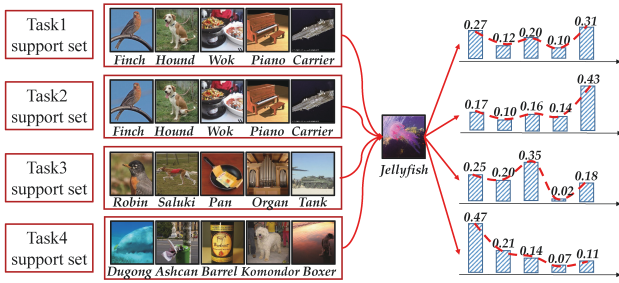 Task1
support set
Finch Hound Wok Piano Carrier
Task2
support set
Finch Hound Wok Piano Carrier
Task3
support set
Robin Saluki Pan Organ Tank
Task4
support set
Dugong Ashcan Barrel Komondor Boxer
Jellyfish
0.27 0.12 0.20 0.10 0.31
0.17 0.10 0.16 0.14 0.43
0.25 0.20 0.35 0.02 0.18
0.47 0.21 0.14 0.07 0.11